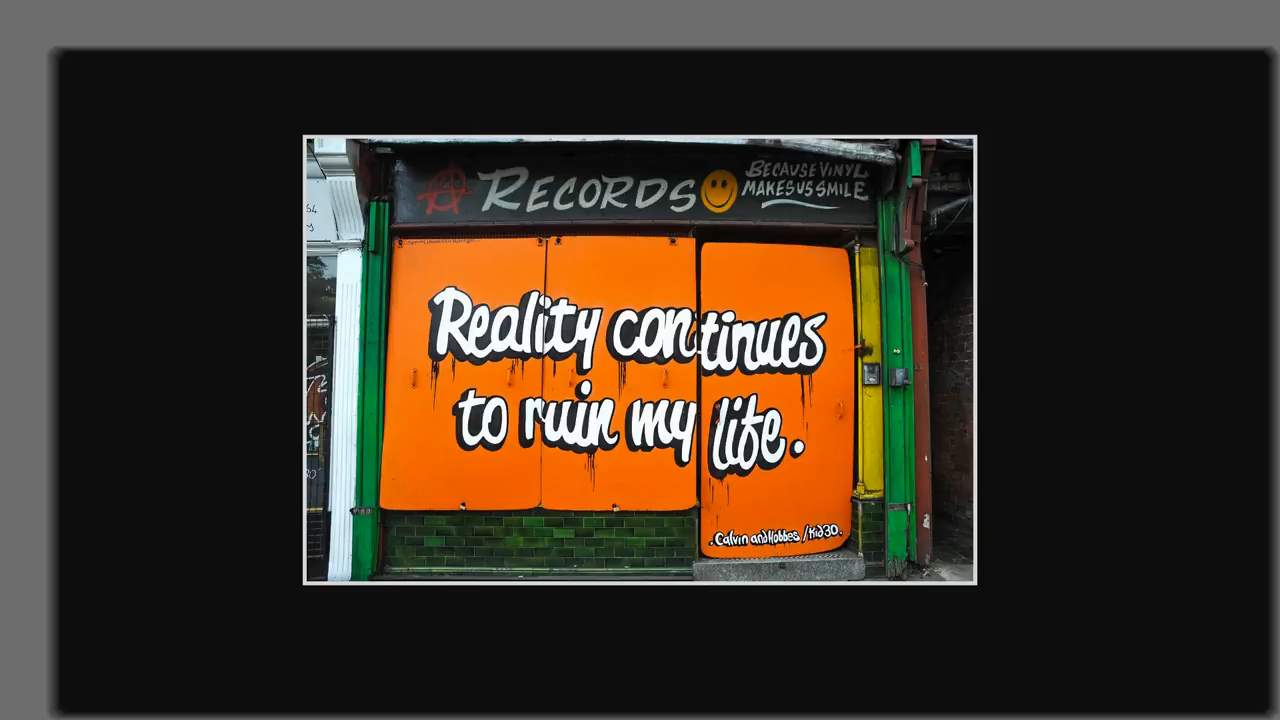 RECORDS
BECAUSE VINYL
MAKES US SMILE
Reality continues
to ruin my life.
. Calvin and Hobbes / Kid30.